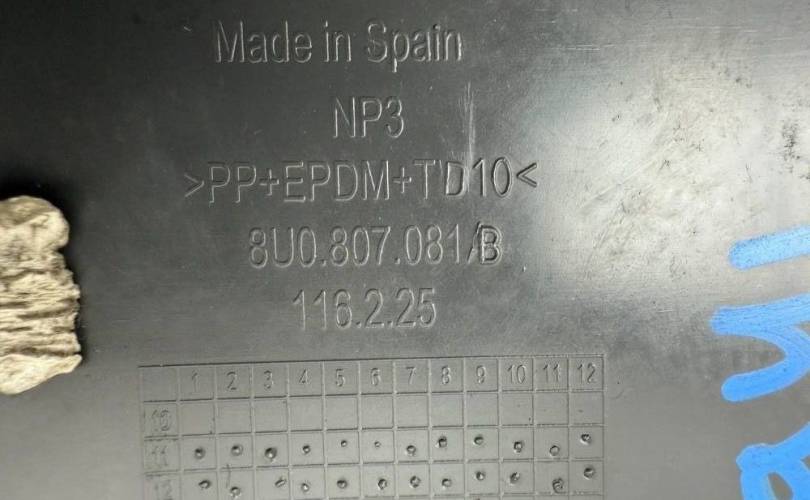 Made in Spain
NP3
>PP+EPDM+TD10<
8U0.807.081/B
116.2.25
1 2 3 4 5 6 7 8 9 10 11 12
10
11